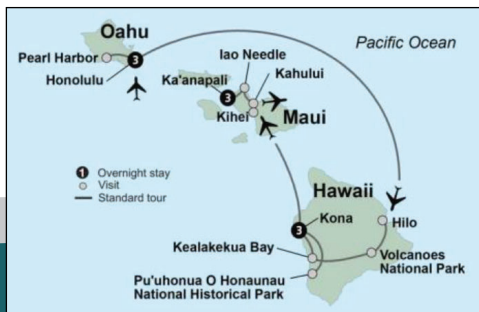 Oahu
Pacific Ocean
Pearl Harbor
3
Honolulu
Iao Needle
Ka'anapali
Kahului
3
Kihei
Maui
1 Overnight stay
Visit
Standard tour
Hawaii
Kona
3
Hilo
Kealakekua Bay
Volcanoes
National Park
Pu'uhonua O Honaunau
National Historical Park